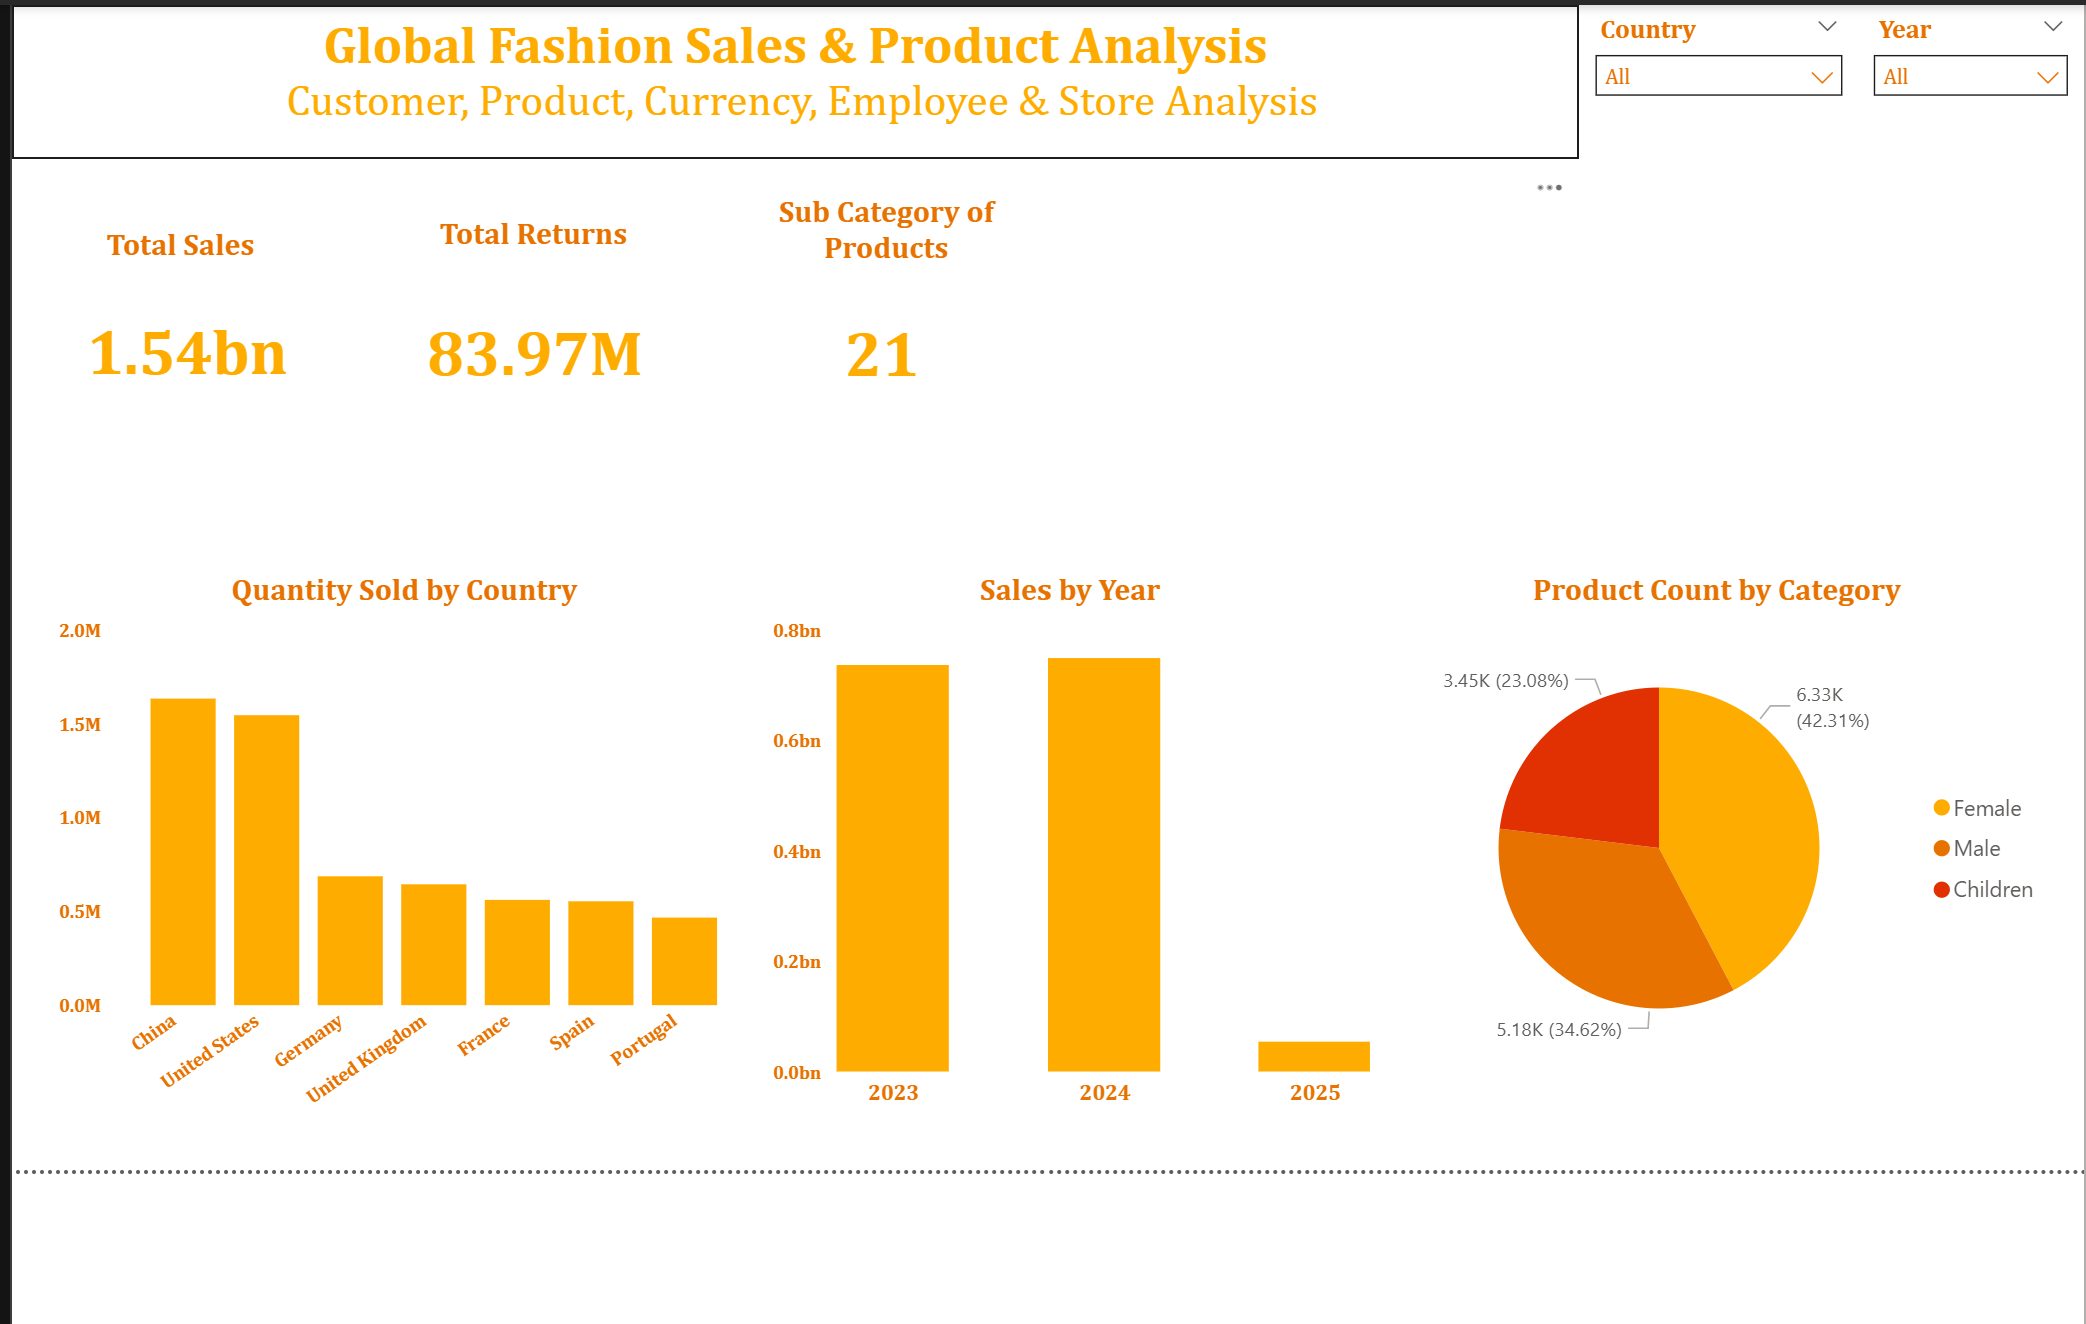 Global Fashion Sales & Product Analysis
Customer, Product, Currency, Employee & Store Analysis
Country
All
Year
All
Total Sales
1.54bn
Total Returns
83.97M
Sub Category of
Products
21
Quantity Sold by Country
2.0M
1.5M
1.0M
0.5M
0.0M
China
United States
Germany
United Kingdom
France
Spain
Portugal
Sales by Year
0.8bn
0.6bn
0.4bn
0.2bn
0.0bn
2023
2024
2025
Product Count by Category
3.45K (23.08%)
6.33K
(42.31%)
5.18K (34.62%)
Female
Male
Children